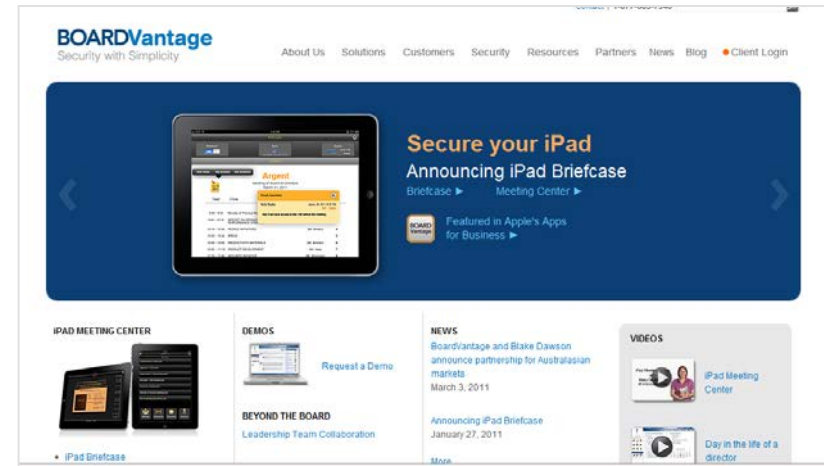 BOARDVantage
Security with Simplicity
About Us Solutions Customers Security Resources Partners News Blog Client Login
Argent
Secure your iPad
Announcing iPad Briefcase
Briefcase ► Meeting Center ►
BOARD
Vantage
Featured in Apple's Apps
for Business ►
iPAD MEETING CENTER
iPad Briefcase
DEMOS
Request a Demo
BEYOND THE BOARD
Leadership Team Collaboration
NEWS
BoardVantage and Blake Dawson
announce partnership for Australasian
markets
March 3, 2011
Announcing iPad Briefcase
January 27, 2011
More
VIDEOS
iPad Meeting
Center
Day in the life of a
director